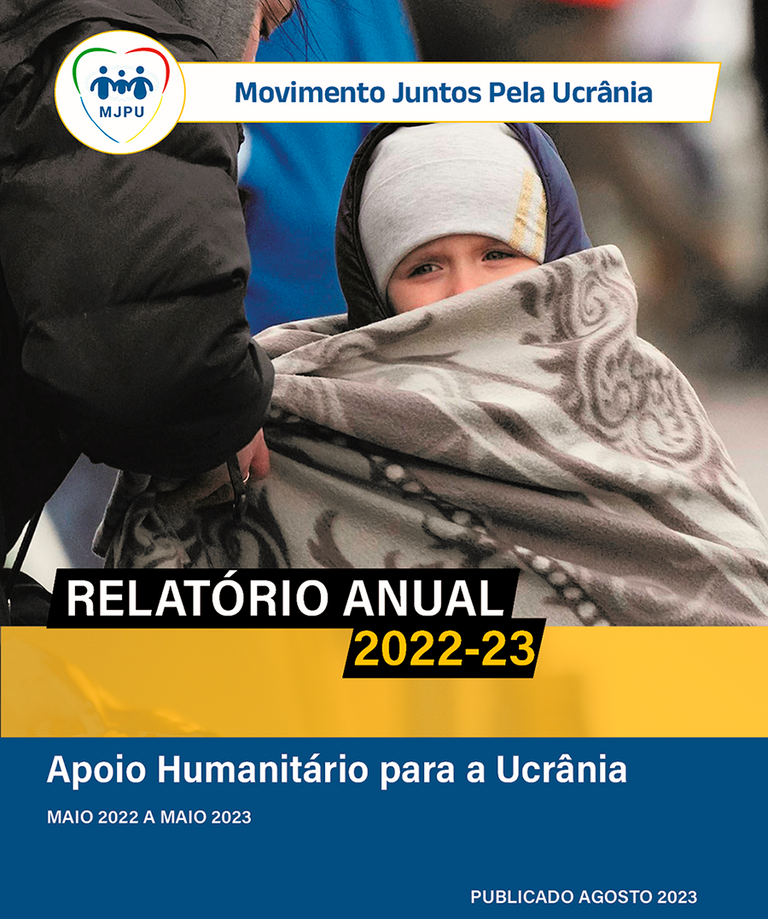 MJPU
Movimento Juntos Pela Ucrânia
RELATÓRIO ANUAL
2022-23
Apoio Humanitário para a Ucrânia
MAIO 2022 A MAIO 2023
PUBLICADO AGOSTO 2023